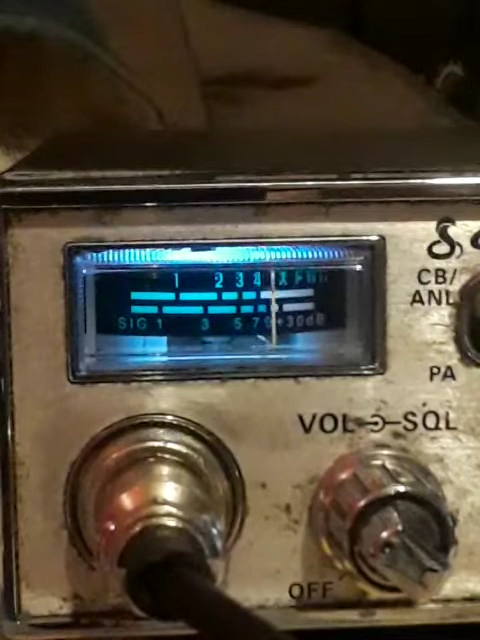 1 2 3 4
SIG 1 3 5 7 9 +30dB
CB/
ANL
PA
VOL SQL
OFF